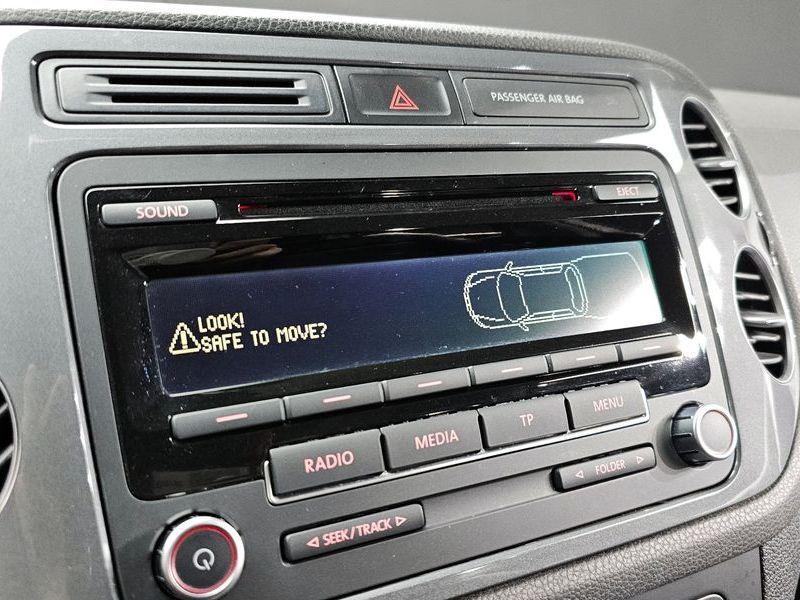 PASSENGER AIR BAG
SOUND
EJECT
LOOK!
SAFE TO MOVE?
RADIO
MEDIA
TP
MENU
SEEK/TRACK
FOLDER